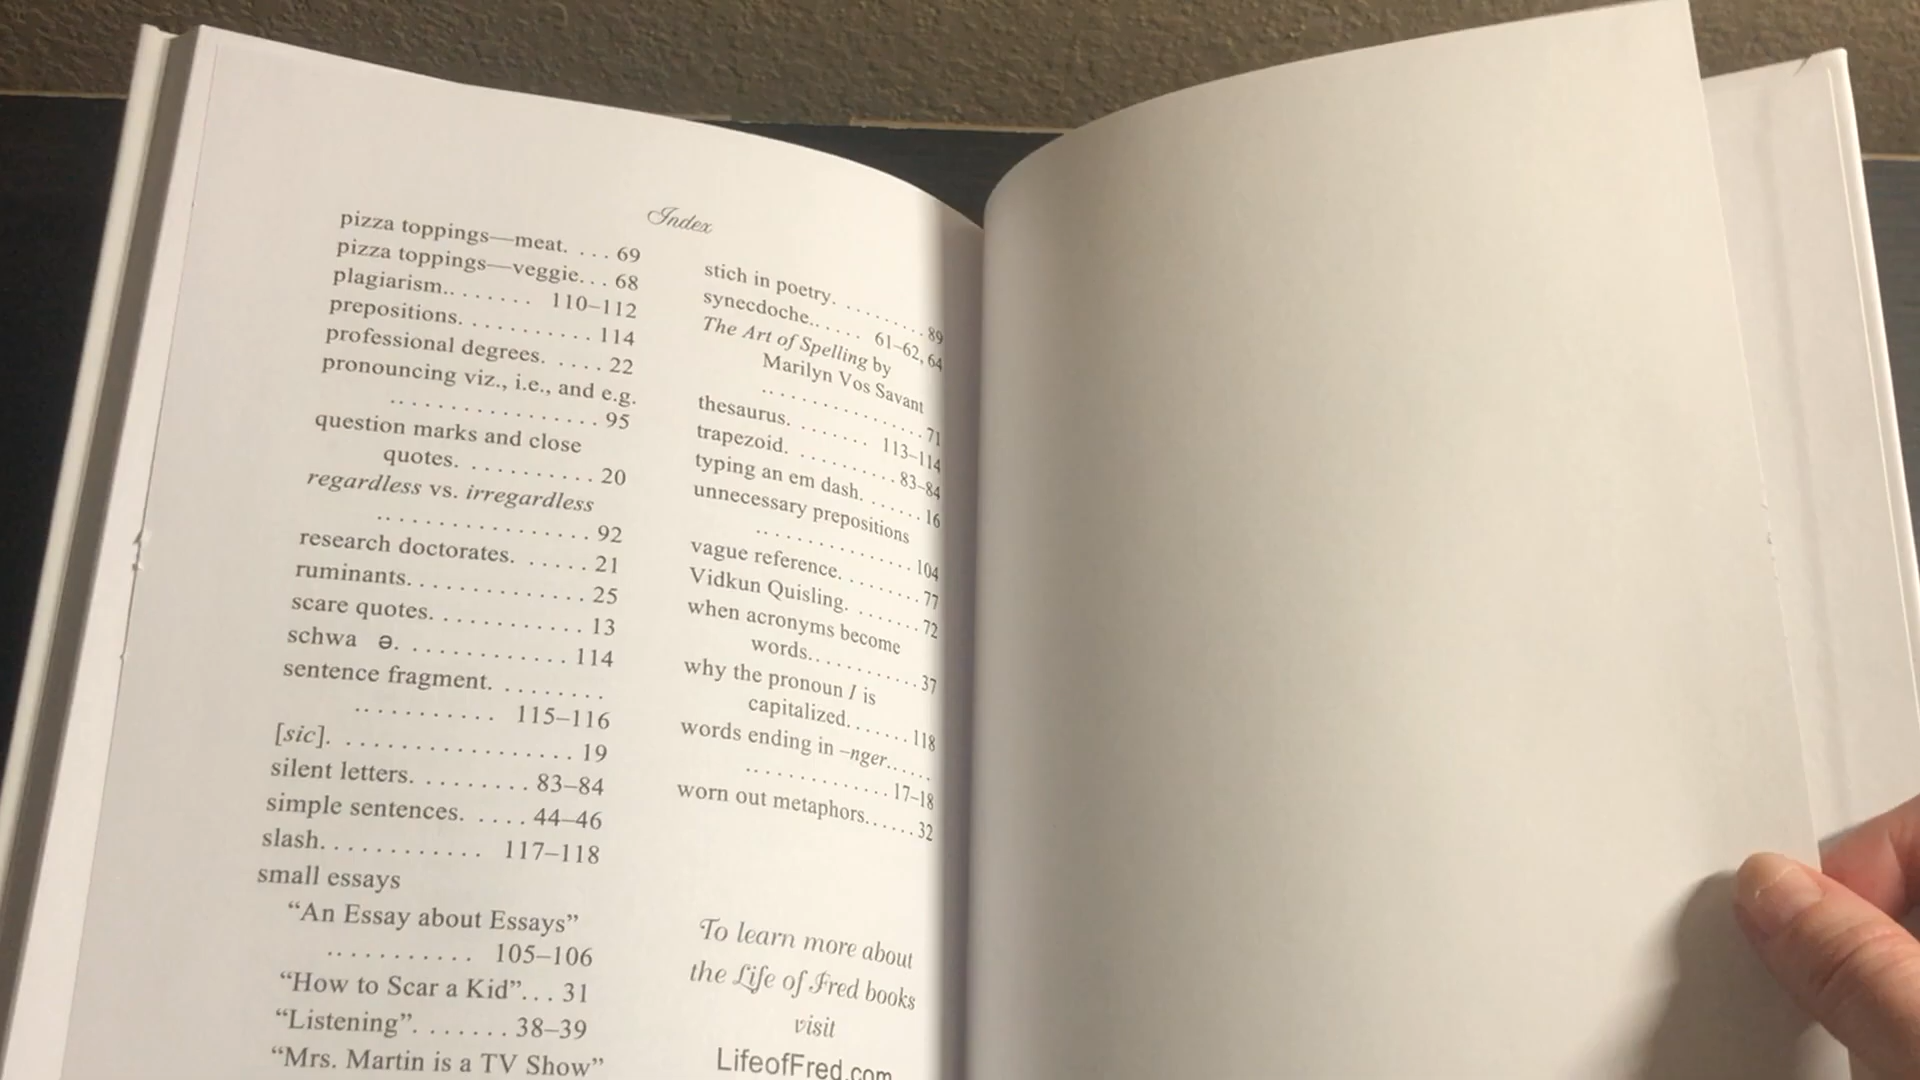 Index
pizza toppings—meat. . . . 69
pizza toppings—veggie. . . 68
plagiarism.. . . . . . . . 110–112
prepositions. . . . . . . . . . . 114
professional degrees. . . . . 22
pronouncing viz., i.e., and e.g.
.. . . . . . . . . . . . . . . . . 95
question marks and close
quotes. . . . . . . . . . . 20
regardless vs. irregardless
.. . . . . . . . . . . . . . . . . 92
research doctorates. . . . . . 21
ruminants. . . . . . . . . . . . . 25
scare quotes. . . . . . . . . . . . 13
schwa ə. . . . . . . . . . . . . 114
sentence fragment. . . . . . . . .
.. . . . . . . . . . . 115–116
[sic]. . . . . . . . . . . . . . . . . . 19
silent letters. . . . . . . . . 83–84
simple sentences. . . . . 44–46
slash. . . . . . . . . . . . 117–118
small essays
“An Essay about Essays”
.. . . . . . . . . . . 105–106
“How to Scar a Kid”. . . 31
“Listening”. . . . . . . 38–39
“Mrs. Martin is a TV Show”
stich in poetry. . . . . . . . . . 89
synecdoche.. . . . . 61–62, 64
The Art of Spelling by
Marilyn Vos Savant
.. . . . . . . . . . . . . . . 71
thesaurus. . . . . . . . 113–114
trapezoid. . . . . . . . . . . 83–84
typing an em dash. . . . . . 16
unnecessary prepositions
.. . . . . . . . . . . . . . 104
vague reference. . . . . . . . 77
Vidkun Quisling. . . . . . . 72
when acronyms become
words.. . . . . . . . . . . 37
why the pronoun I is
capitalized. . . . . . . 118
words ending in –nger.. . . . .
.. . . . . . . . . . . . 17–18
worn out metaphors. . . . . . 32
To learn more about
the Life of Fred books
visit
LifeofFred.com